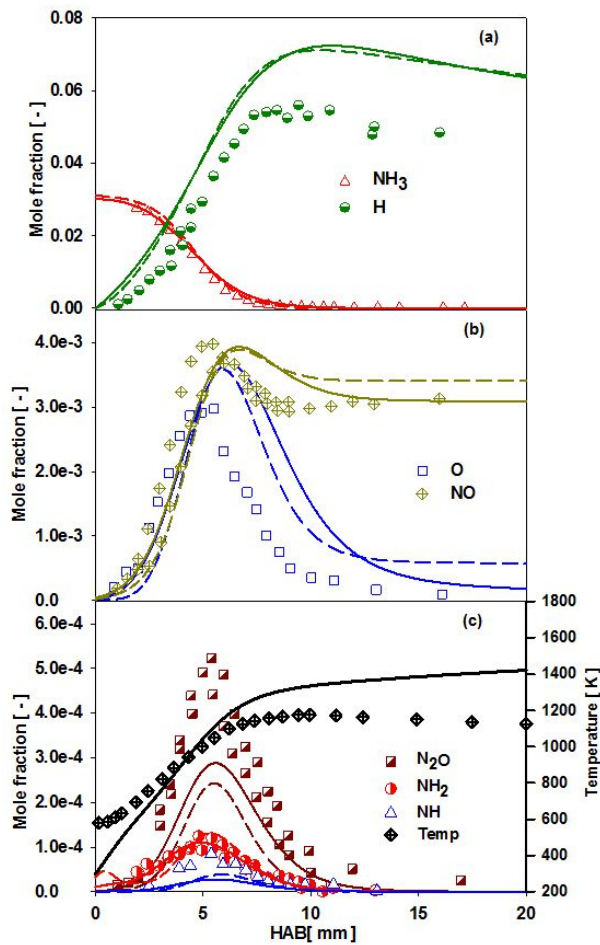 (a)
0.08
0.06
0.04
0.02
0.00
Mole fraction [ - ]
NH3
H
(b)
4.0e-3
3.0e-3
2.0e-3
1.0e-3
0.0
Mole fraction [ - ]
O
NO
(c)
6.0e-4
5.0e-4
4.0e-4
3.0e-4
2.0e-4
1.0e-4
0.0
Mole fraction [ - ]
N2O
NH2
NH
Temp
1800
1600
1400
1200
1000
800
600
400
200
Temperature [ K ]
0 5 10 15 20
HAB[ mm ]